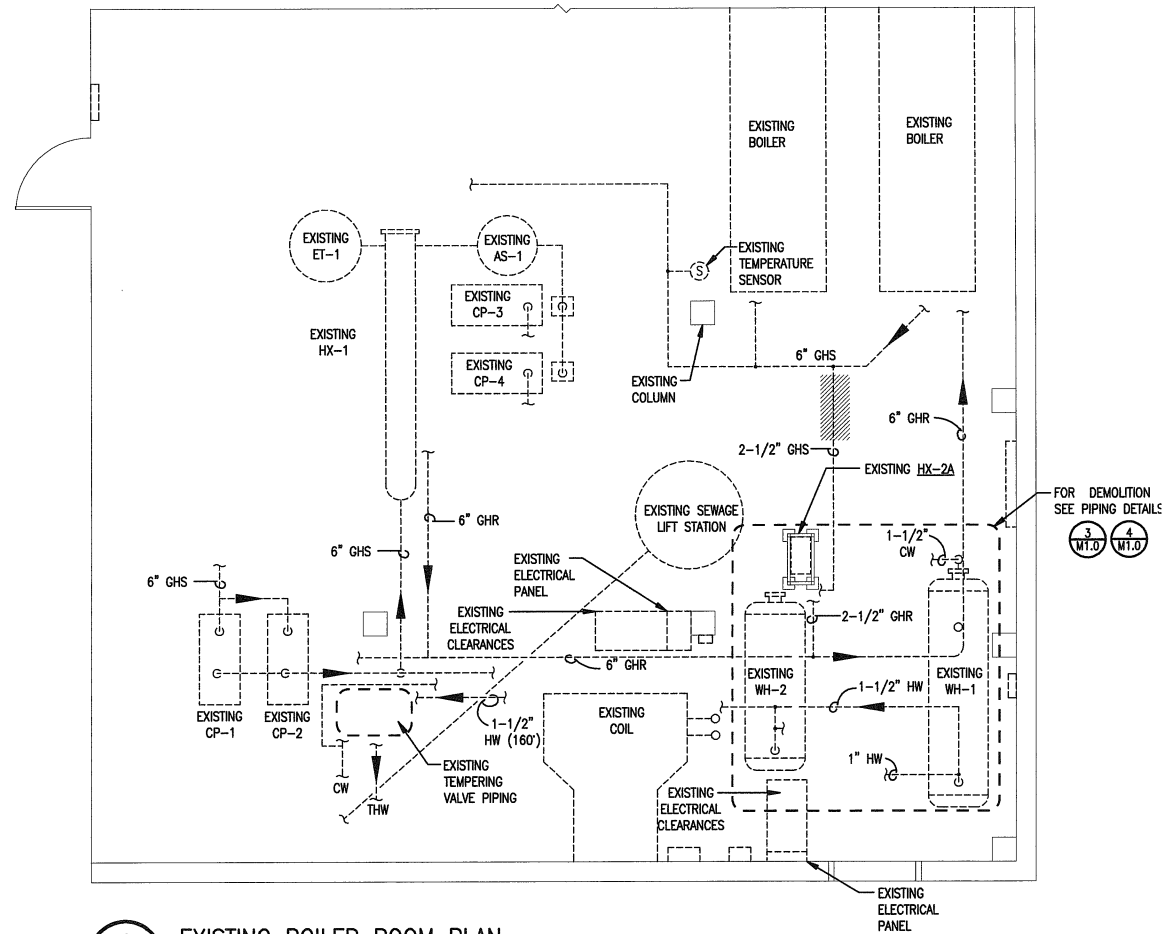 EXISTING
BOILER
EXISTING
BOILER
EXISTING
ET-1
EXISTING
AS-1
EXISTING
TEMPERATURE
SENSOR
S
EXISTING
CP-3
EXISTING
HX-1
EXISTING
CP-4
6" GHS
EXISTING
COLUMN
6" GHR
2-1/2" GHS
EXISTING HX-2A
EXISTING SEWAGE
LIFT STATION
FOR DEMOLITION
SEE PIPING DETAILS
3
M1.0
4
M1.0
6" GHR
1-1/2"
CW
6" GHS
EXISTING
ELECTRICAL
PANEL
6" GHS
EXISTING
ELECTRICAL
CLEARANCES
2-1/2" GHR
6" GHR
EXISTING
WH-2
EXISTING
WH-1
1-1/2" HW
EXISTING
CP-1
EXISTING
CP-2
1-1/2"
HW (160°)
EXISTING
COIL
EXISTING
TEMPERING
VALVE PIPING
1" HW
CW
THW
EXISTING
ELECTRICAL
CLEARANCES
EXISTING
ELECTRICAL
PANEL
EXISTING BOILER ROOM PLAN